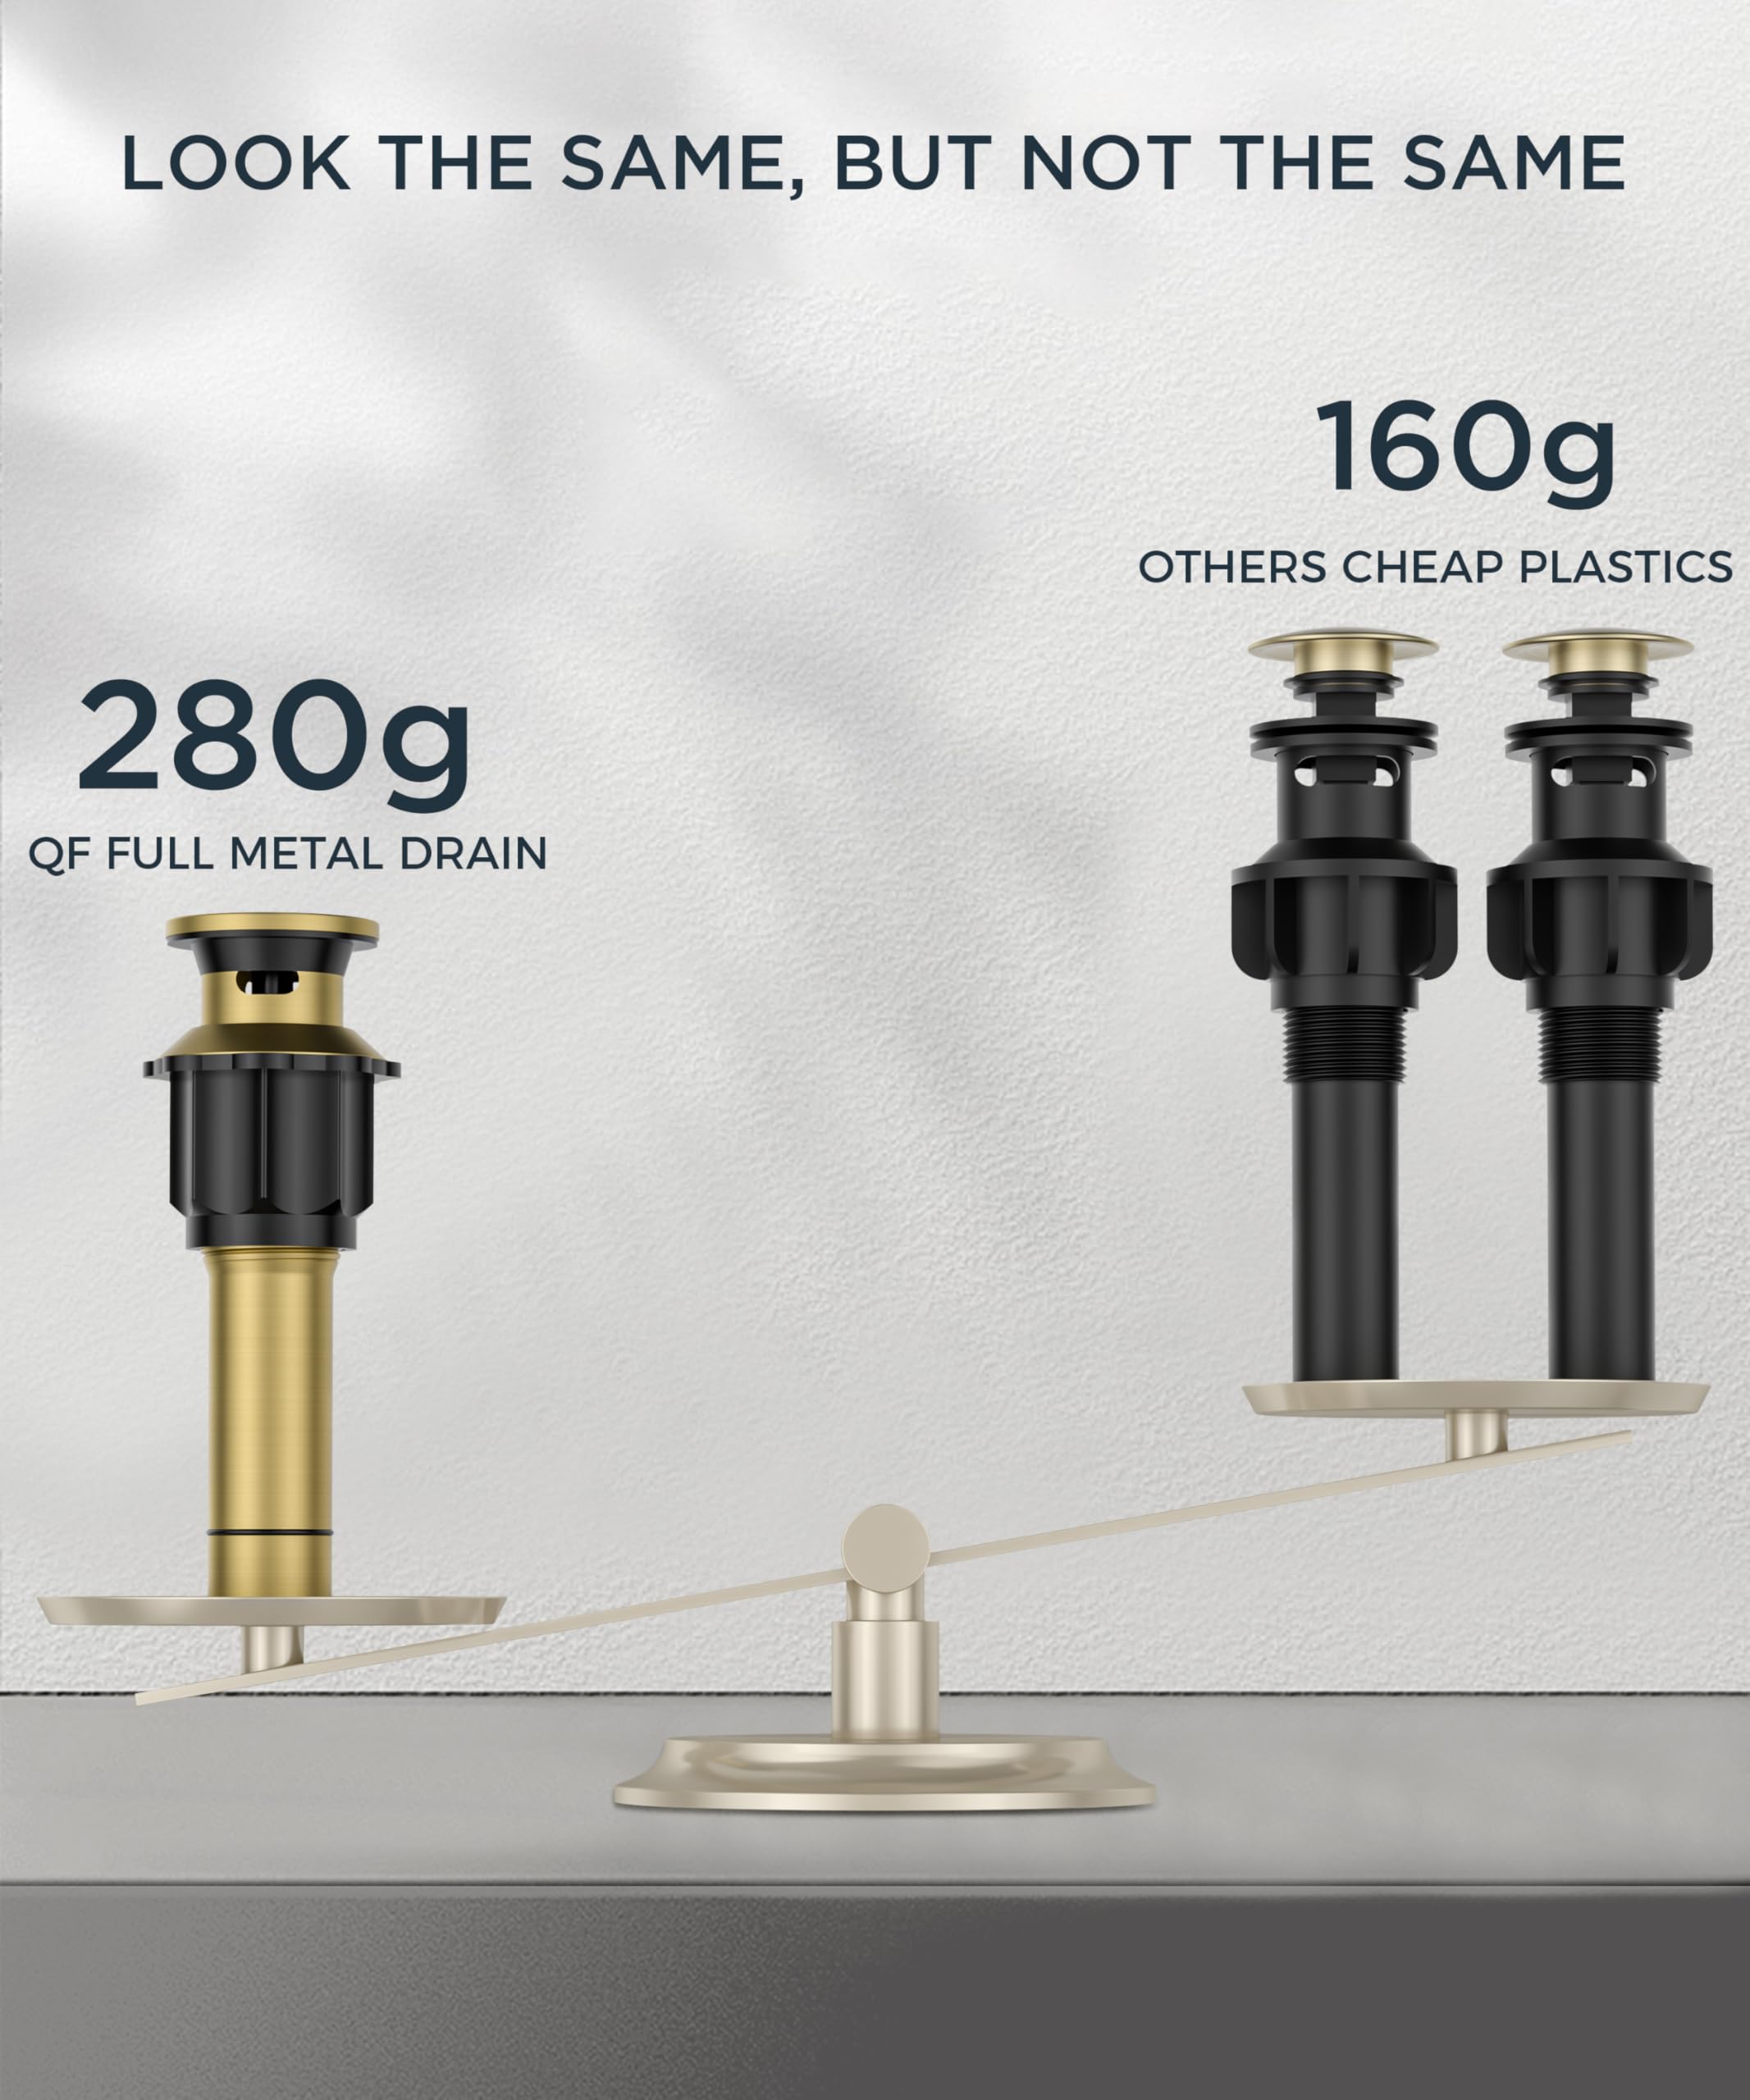 LOOK THE SAME, BUT NOT THE SAME
160g
OTHERS CHEAP PLASTICS
280g
QF FULL METAL DRAIN